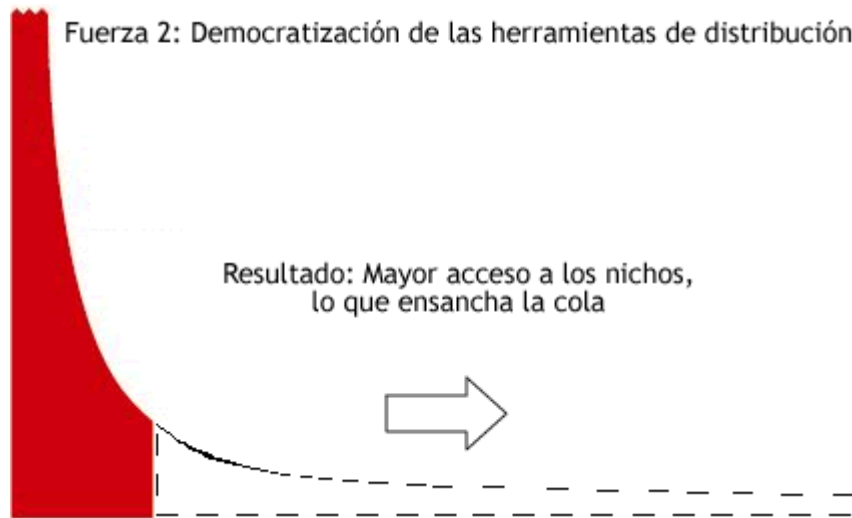 Fuerza 2: Democratización de las herramientas de distribución
Resultado: Mayor acceso a los nichos,
lo que ensancha la cola